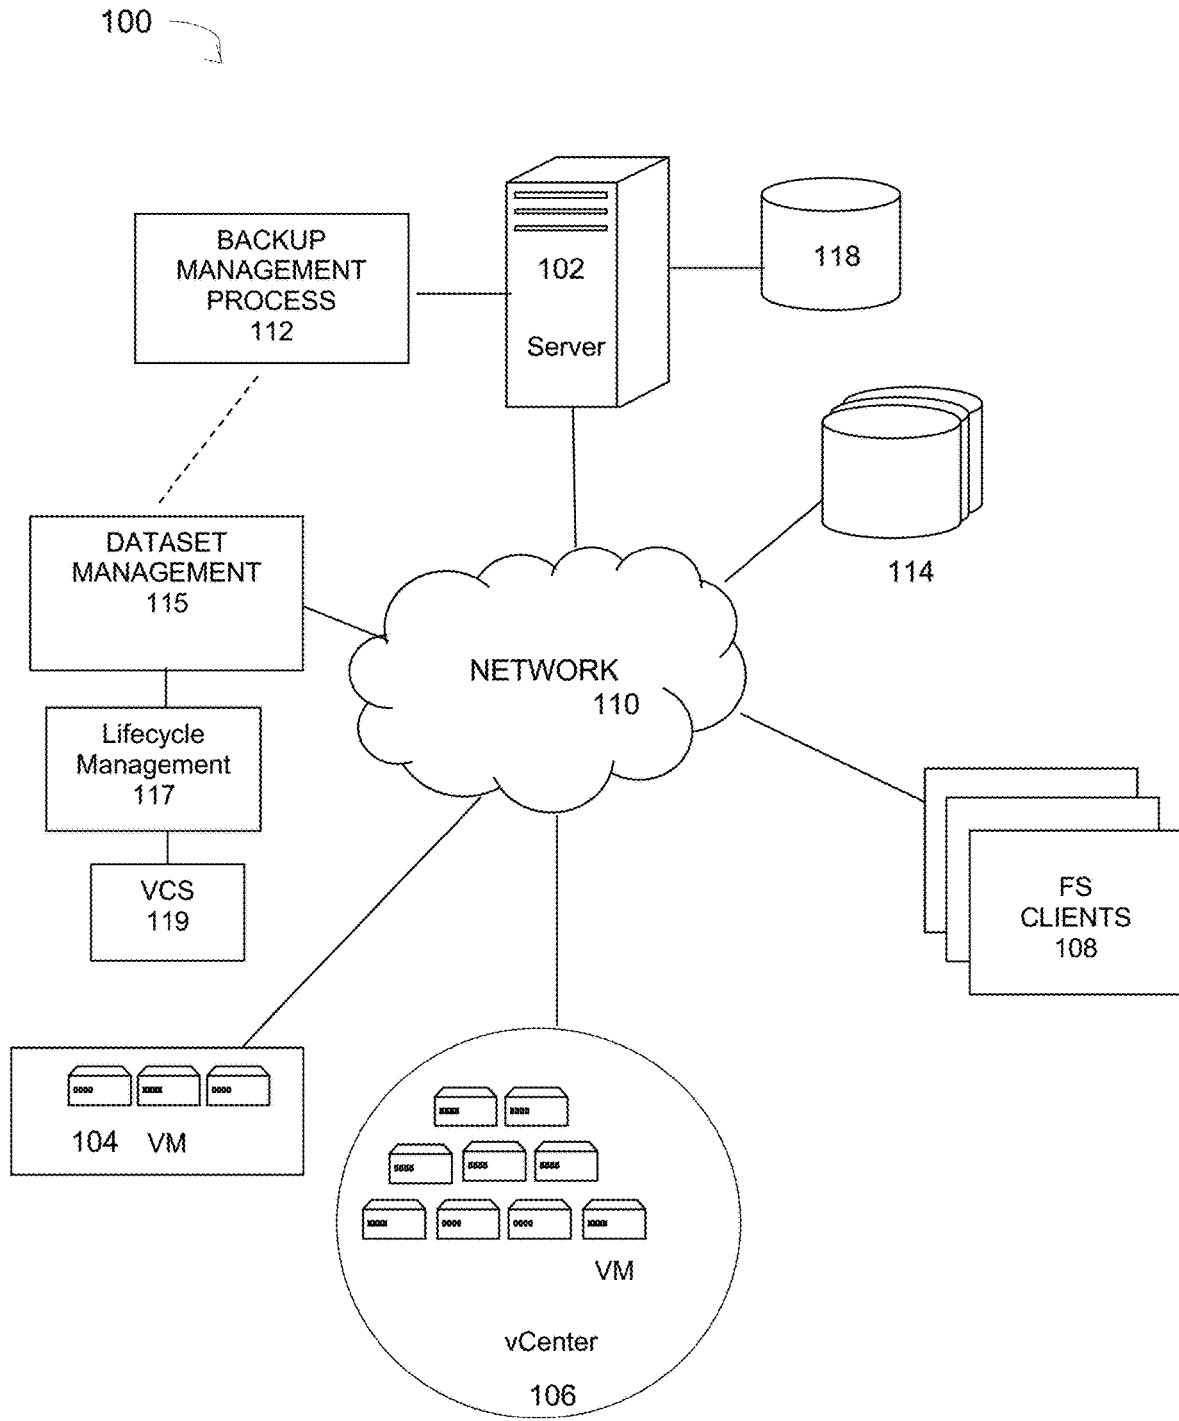 100
BACKUP
MANAGEMENT
PROCESS
112
102
Server
118
114
DATASET
MANAGEMENT
115
NETWORK
110
Lifecycle
Management
117
VCS
119
FS
CLIENTS
108
104 VM
VM
vCenter
106